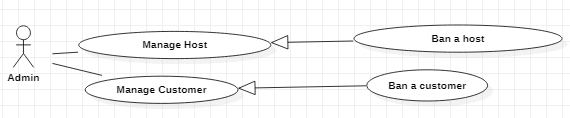 Admin
Manage Host
Ban a host
Manage Customer
Ban a customer